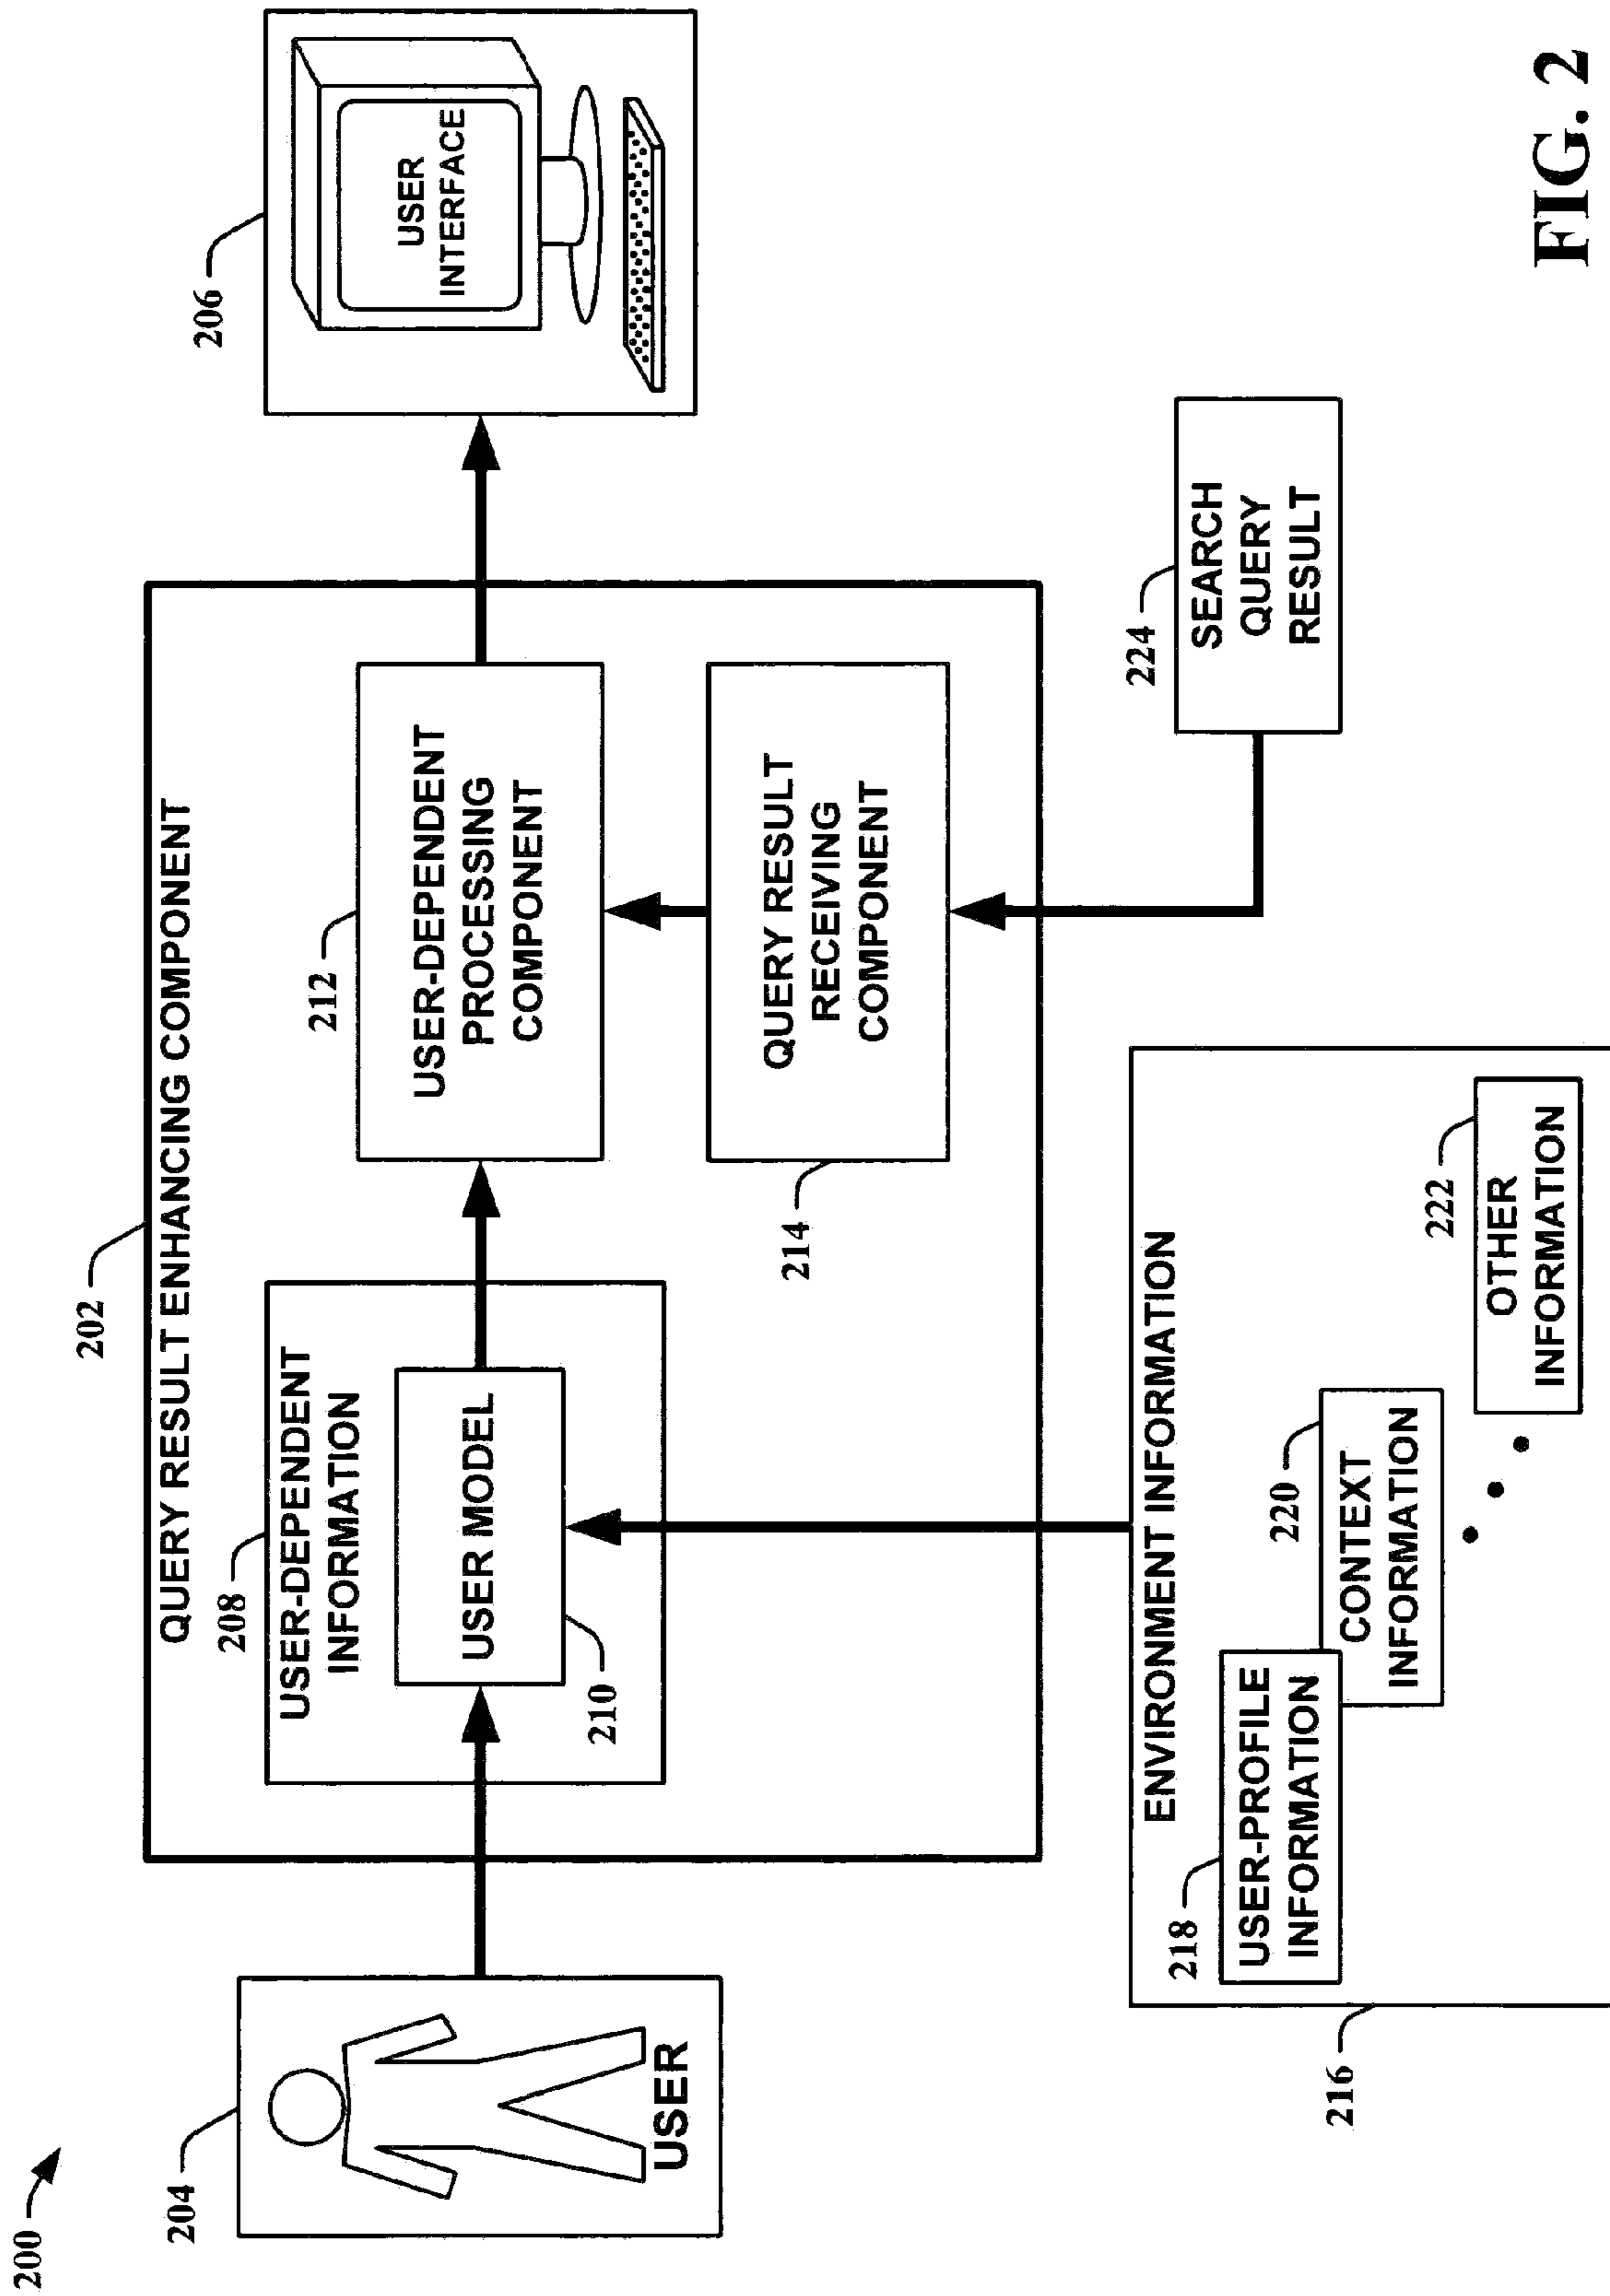 200
202
QUERY RESULT ENHANCING COMPONENT
204
USER
208
USER-DEPENDENT
INFORMATION
USER MODEL
210
212
USER-DEPENDENT
PROCESSING
COMPONENT
QUERY RESULT
RECEIVING
COMPONENT
214
206
USER
INTERFACE
ENVIRONMENT INFORMATION
218
USER-PROFILE
INFORMATION
220
CONTEXT
INFORMATION
222
OTHER
INFORMATION
216
224
SEARCH
QUERY
RESULT
FIG. 2